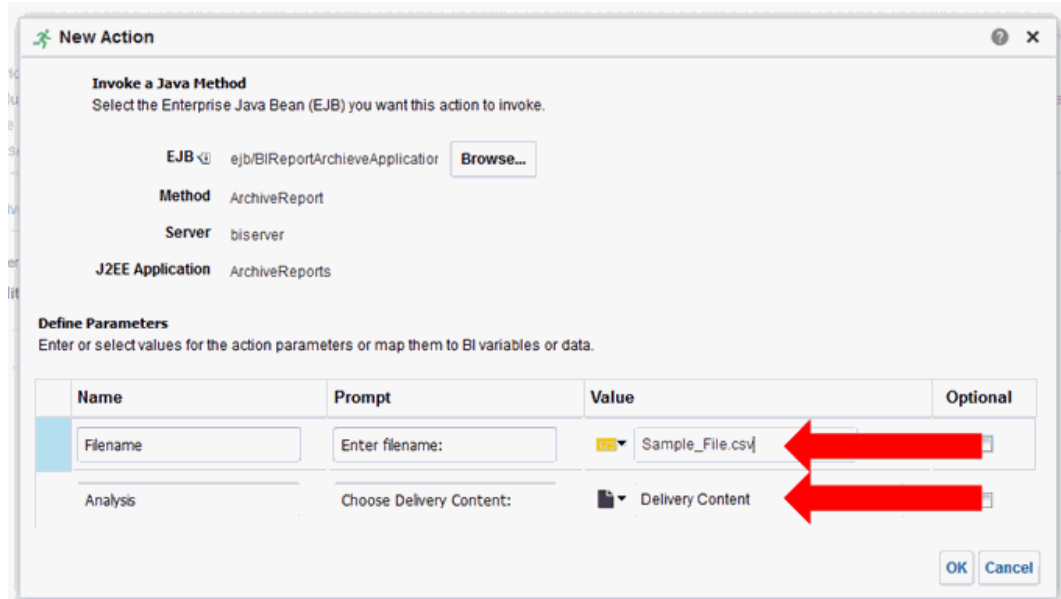 New Action
Invoke a Java Method
Select the Enterprise Java Bean (EJB) you want this action to invoke.
EJB ejb/BIReportArchieveApplication Browse...
Method ArchiveReport
Server biserver
J2EE Application ArchiveReports
Define Parameters
Enter or select values for the action parameters or map them to BI variables or data.
Name Prompt Value Optional
Filename Enter filename: 123 Sample_File.csv
Analysis Choose Delivery Content: Delivery Content
OK Cancel